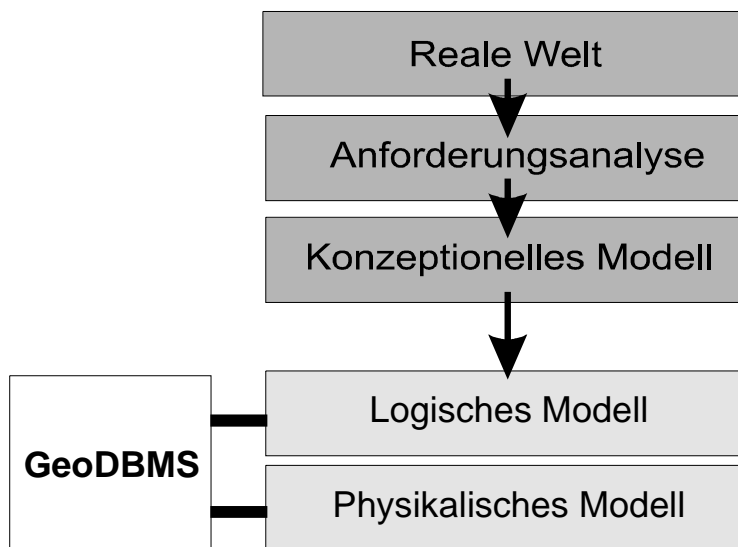 Reale Welt
Anforderungsanalyse
Konzeptionelles Modell
Logisches Modell
GeoDBMS
Physikalisches Modell